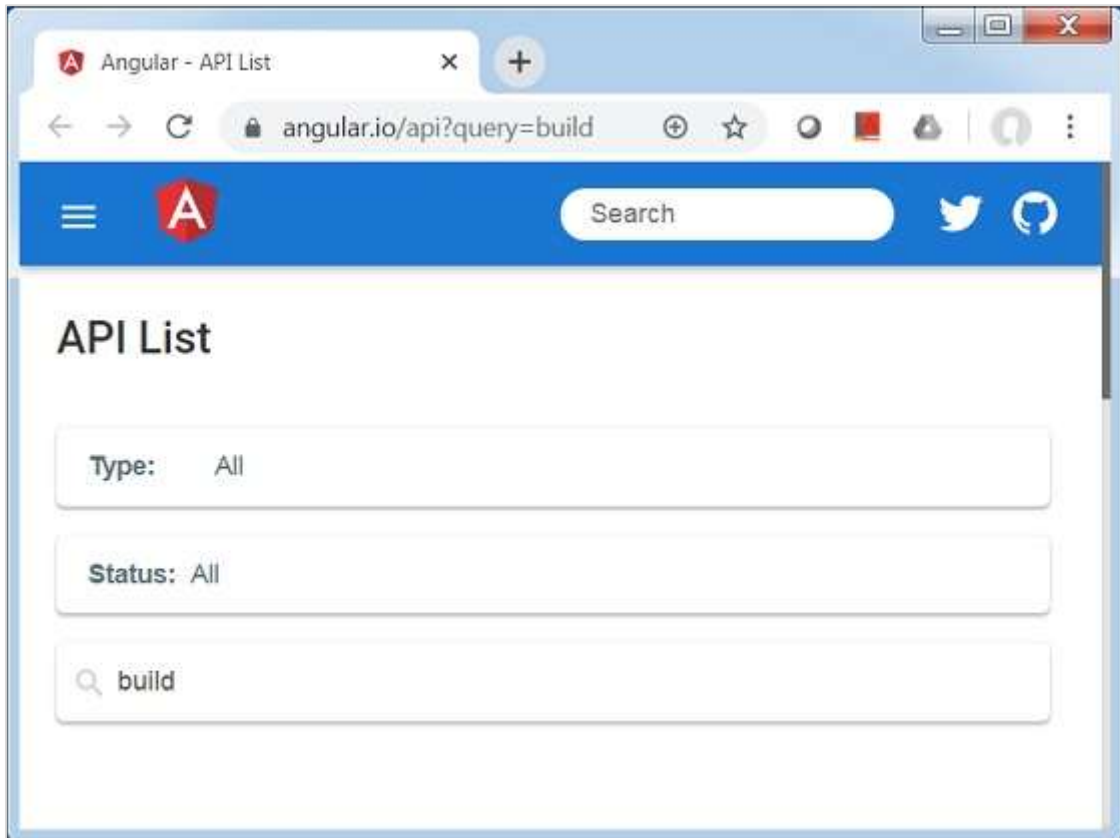 Angular - API List
angular.io/api?query=build
Search
API List
Type: All
Status: All
build